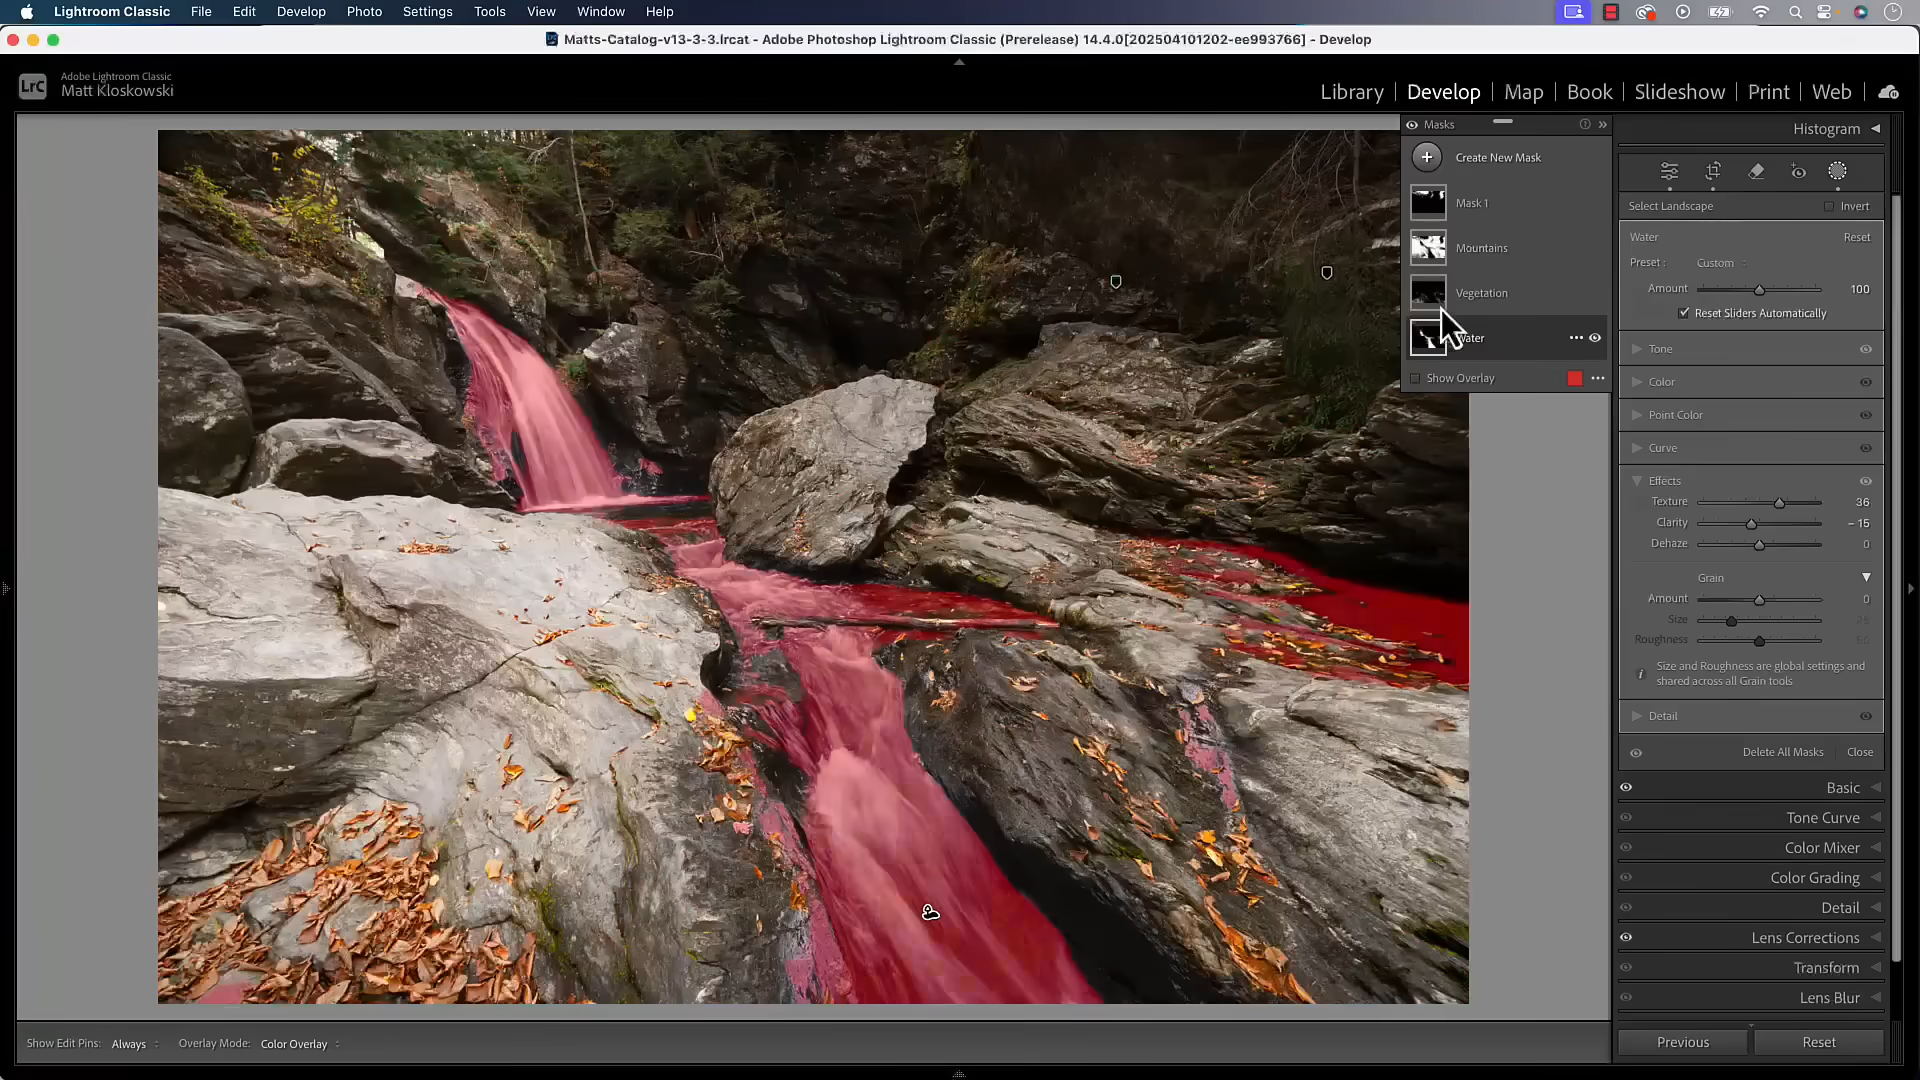 Lightroom Classic File Edit Develop Photo Settings Tools View Window Help
Matts-Catalog-v13-3-3.lrcat - Adobe Photoshop Lightroom Classic (Prerelease) 14.4.0[202504101202-ee993766] - Develop
LrC
Adobe Lightroom Classic
Matt Kloskowski
Library | Develop | Map | Book | Slideshow | Print | Web
Masks
Create New Mask
Mask 1
Mountains
Vegetation
Show Overlay
Histogram
Select Landscape Invert
Water Reset
Preset : Custom
Amount 100
Reset Sliders Automatically
Tone
Color
Point Color
Curve
Effects
Texture 36
Clarity – 15
Dehaze 0
Grain
Amount 0
Size
Roughness
Size and Roughness are global settings and
shared across all Grain tools
Detail
Delete All Masks Close
Basic
Tone Curve
Color Mixer
Color Grading
Detail
Lens Corrections
Transform
Lens Blur
Previous Reset
Show Edit Pins: Always Overlay Mode: Color Overlay